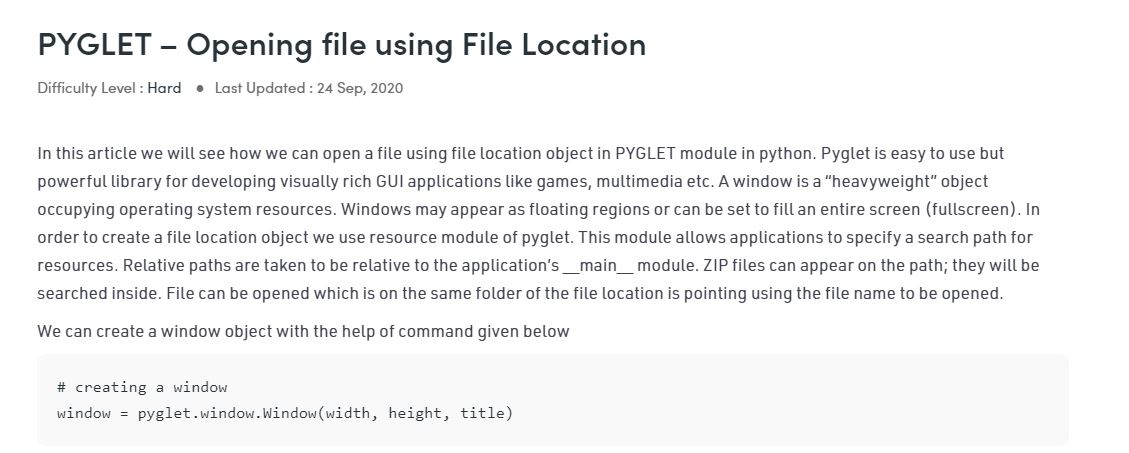 PYGLET – Opening file using File Location
Difficulty Level : Hard ● Last Updated : 24 Sep, 2020
In this article we will see how we can open a file using file location object in PYGLET module in python. Pyglet is easy to use but
powerful library for developing visually rich GUI applications like games, multimedia etc. A window is a “heavyweight” object
occupying operating system resources. Windows may appear as floating regions or can be set to fill an entire screen (fullscreen). In
order to create a file location object we use resource module of pyglet. This module allows applications to specify a search path for
resources. Relative paths are taken to be relative to the application’s __main__ module. ZIP files can appear on the path; they will be
searched inside. File can be opened which is on the same folder of the file location is pointing using the file name to be opened.
We can create a window object with the help of command given below
# creating a window
window = pyglet.window.Window(width, height, title)